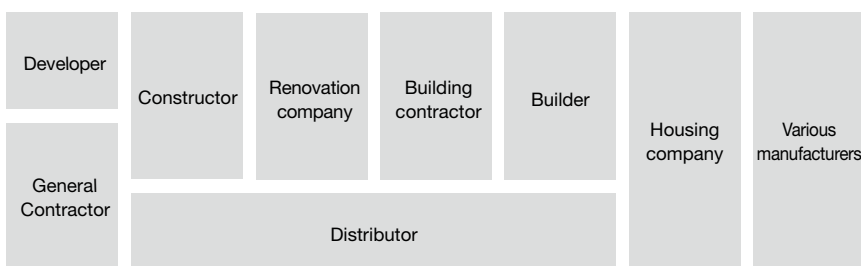 Developer
General
Contractor
Constructor
Renovation
company
Building
contractor
Builder
Distributor
Housing
company
Various
manufacturers